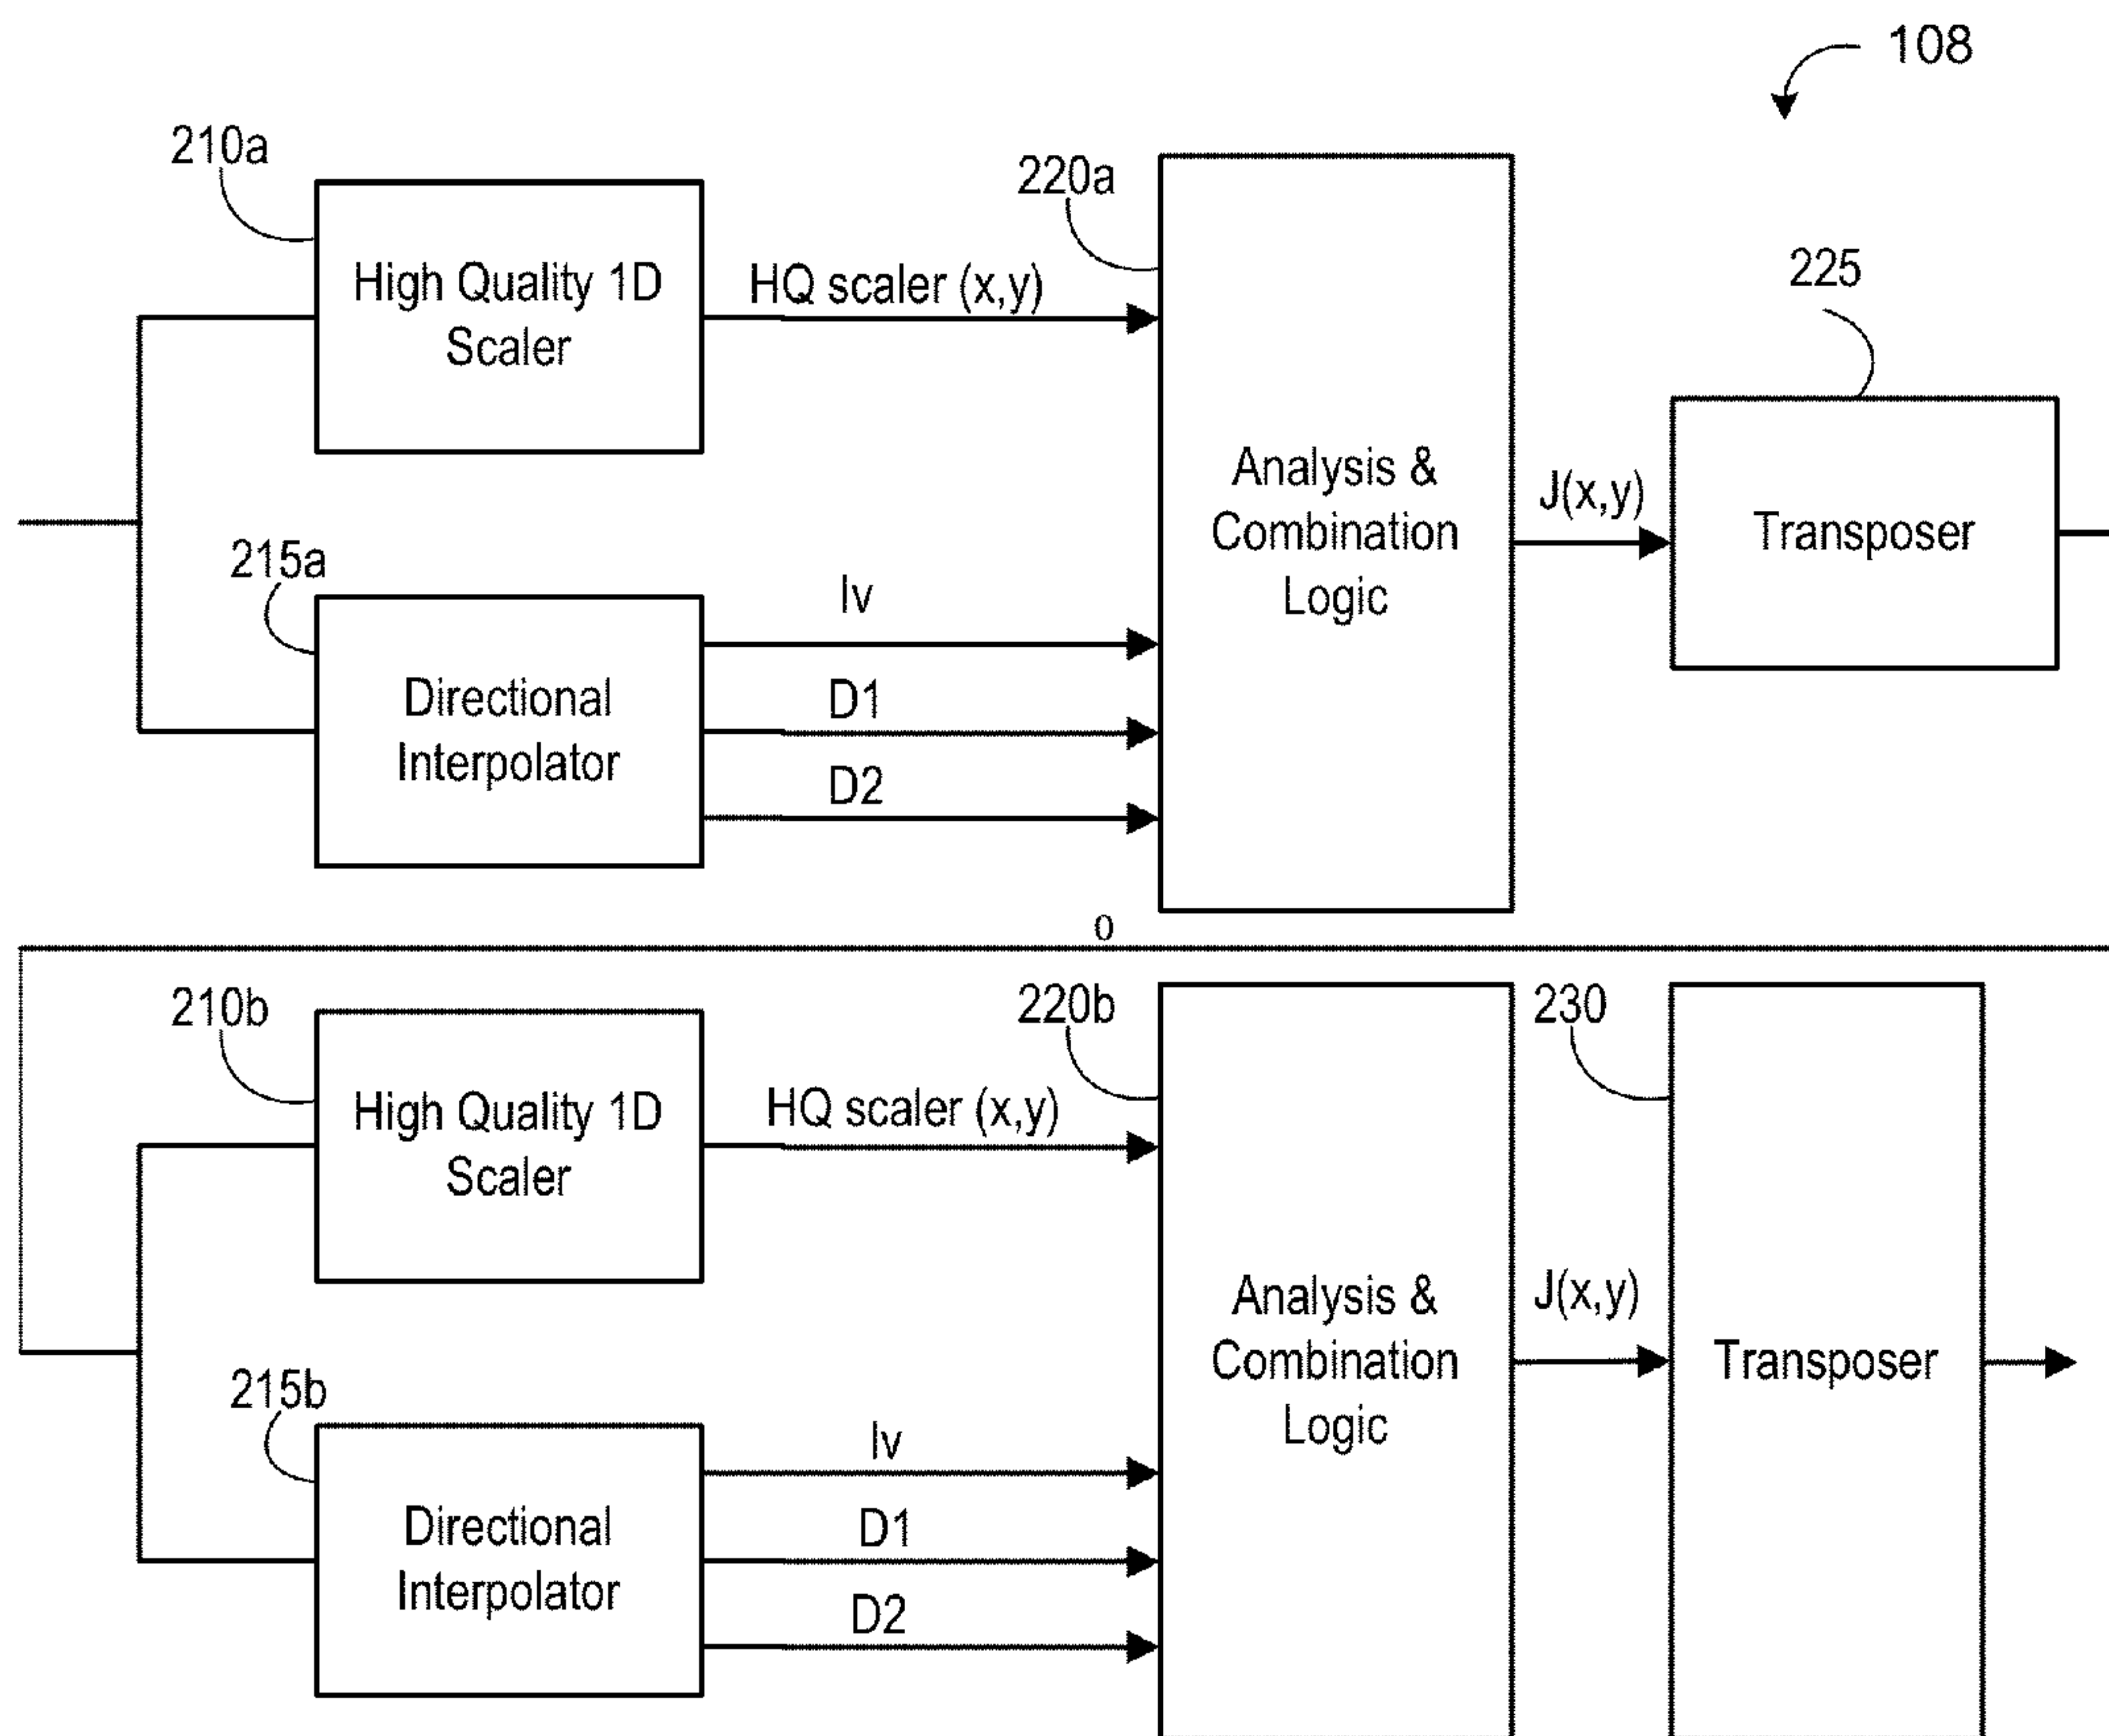 108
210a
High Quality 1D
Scaler
HQ scaler (x,y)
220a
Analysis &
Combination
Logic
J(x,y)
225
Transposer
215a
Directional
Interpolator
Iv
D1
D2
0
210b
High Quality 1D
Scaler
HQ scaler (x,y)
220b
Analysis &
Combination
Logic
J(x,y)
230
Transposer
215b
Directional
Interpolator
Iv
D1
D2